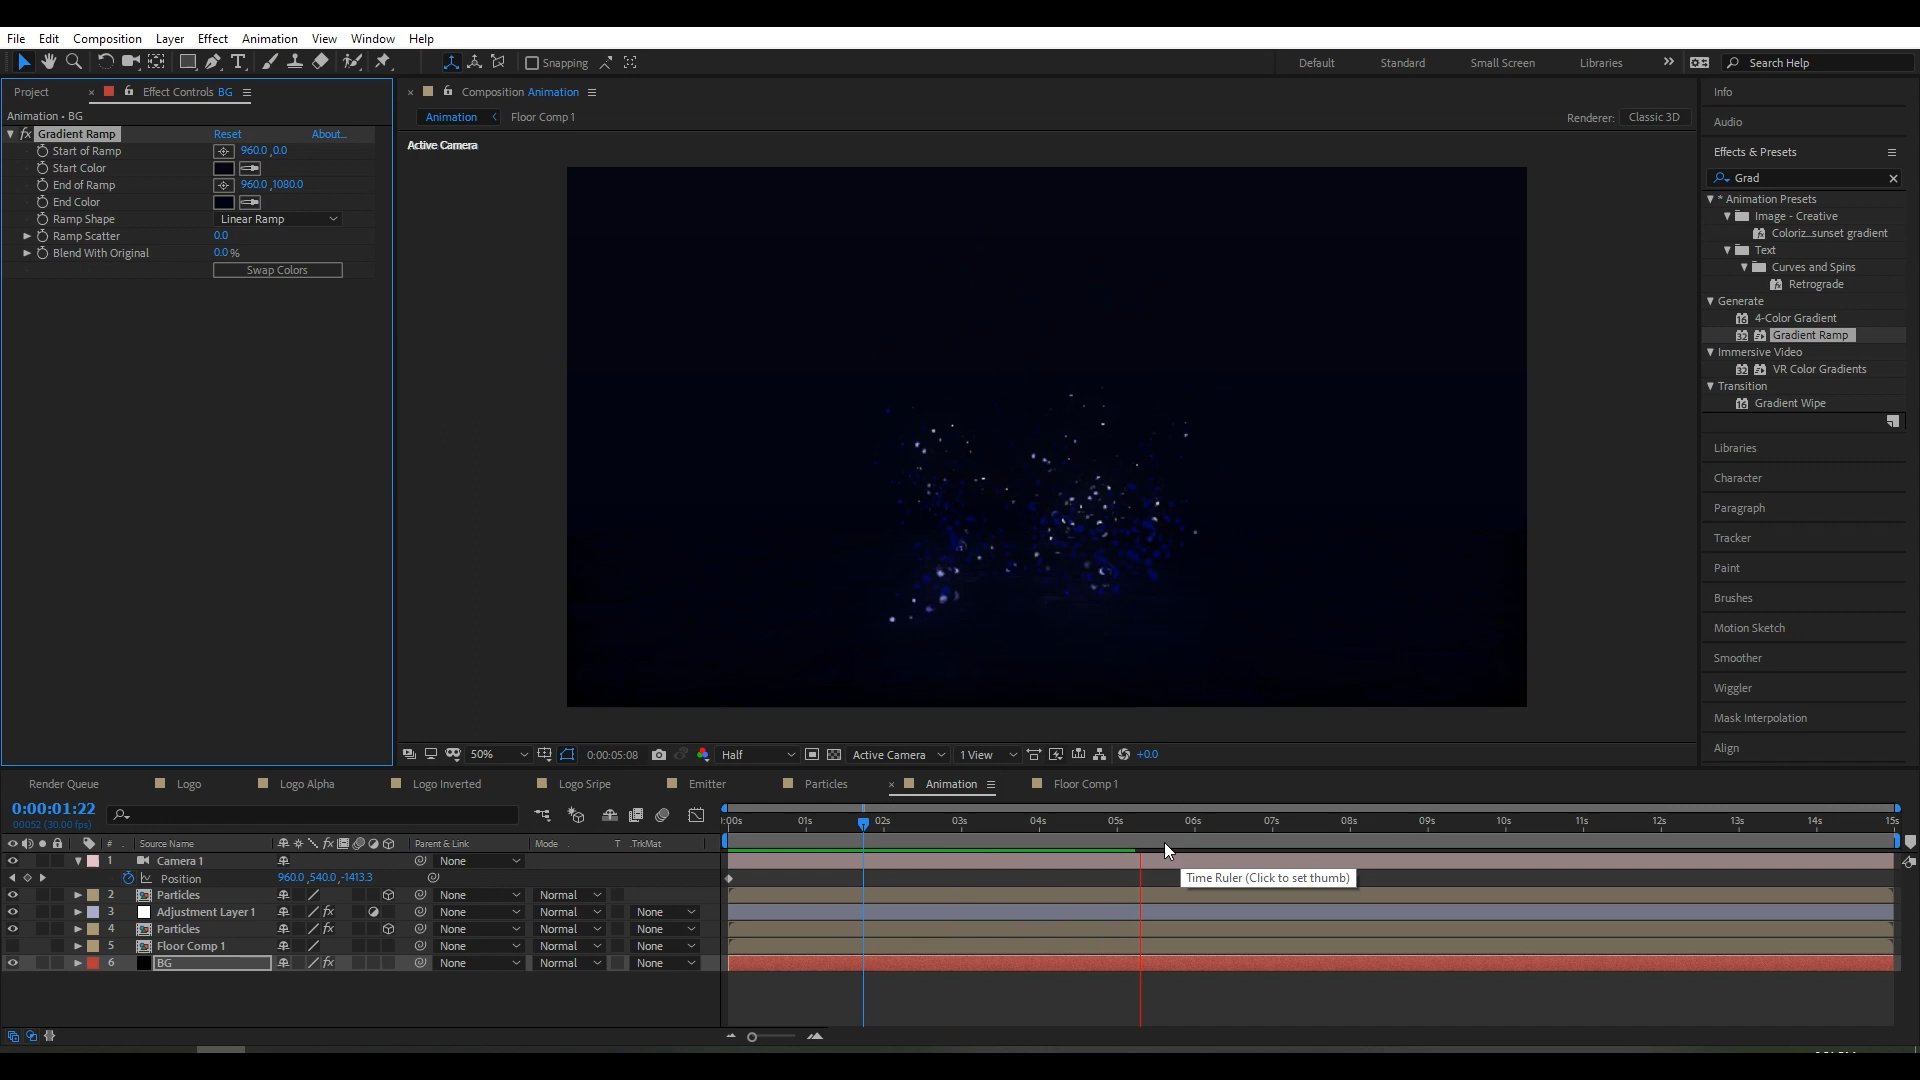 File Edit Composition Layer Effect Animation View Window Help
Snapping Default Standard Small Screen Libraries » Search Help
Project × Effect Controls BG
Animation • BG
fx Gradient Ramp Reset About...
Start of Ramp 960.0 ,0.0
Start Color
End of Ramp 960.0 ,1080.0
End Color
Ramp Shape Linear Ramp
Ramp Scatter 0.0
Blend With Original 0.0 %
Swap Colors
× Composition Animation
Animation < Floor Comp 1
Renderer: Classic 3D
Active Camera
50% 0:00:05:08 Half Active Camera 1 View +0.0
Info
Audio
Effects & Presets
Grad
* Animation Presets
Image - Creative
Coloriz...sunset gradient
Text
Curves and Spins
Retrograde
Generate
16 4-Color Gradient
32 Gradient Ramp
Immersive Video
32 VR Color Gradients
Transition
16 Gradient Wipe
Libraries
Character
Paragraph
Tracker
Paint
Brushes
Motion Sketch
Smoother
Wiggler
Mask Interpolation
Align
Render Queue Logo Logo Alpha Logo Inverted Logo Sripe Emitter Particles × Animation Floor Comp 1
0:00:01:22
00052 (30.00 fps)
):00s 01s 02s 03s 04s 05s 06s 07s 08s 09s 10s 11s 12s 13s 14s 15s
# Source Name fx Parent & Link Mode T .TrkMat
1 Camera 1 None
Position 960.0 ,540.0 ,-1413.3
Time Ruler (Click to set thumb)
2 Particles None Normal
3 Adjustment Layer 1 fx None Normal None
4 Particles fx None Normal None
5 Floor Comp 1 None Normal None
6 BG fx None Normal None